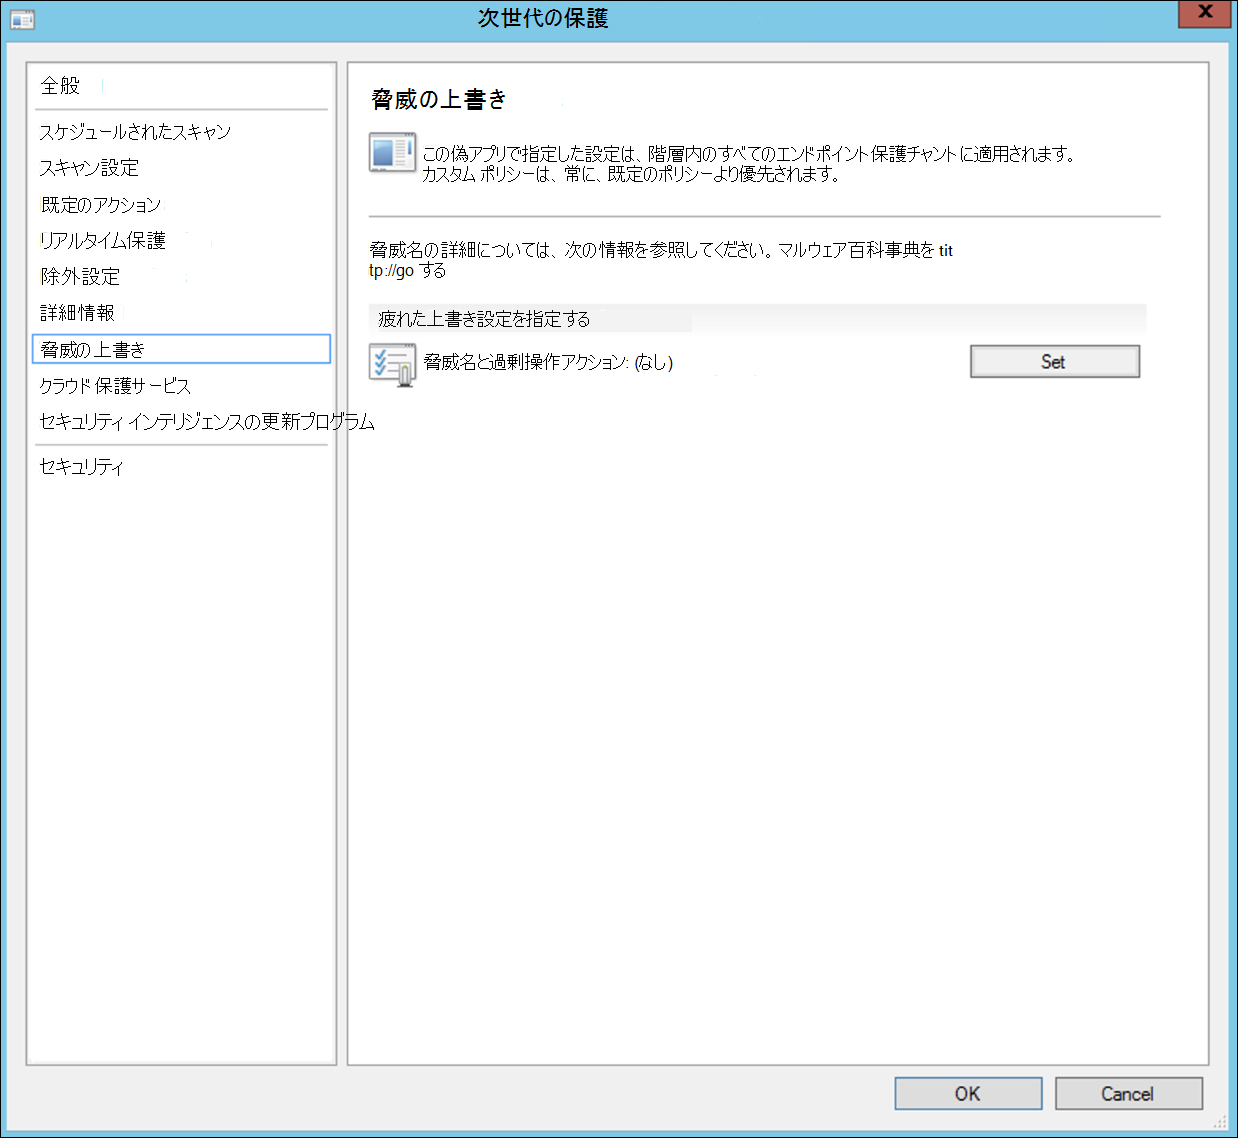 次世代の保護
x
全般
スケジュールされたスキャン
スキャン設定
既定のアクション
リアルタイム保護
除外設定
詳細情報
脅威の上書き
クラウド保護サービス
セキュリティ インテリジェンスの更新プログラム
セキュリティ
脅威の上書き
この偽アプリで指定した設定は、階層内のすべてのエンドポイント保護チャントに適用されます。
カスタム ポリシーは、常に、既定のポリシーより優先されます。
脅威名の詳細については、次の情報を参照してください。マルウェア百科事典を tit
tp://go する
疲れた上書き設定を指定する
脅威名と過剰操作アクション: (なし)
Set
OK
Cancel